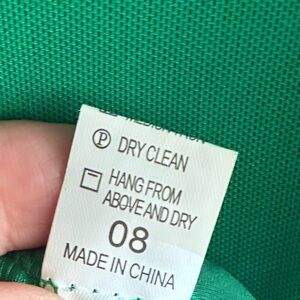 Ⓟ DRY CLEAN
HANG FROM
ABOVE AND DRY
08
MADE IN CHINA